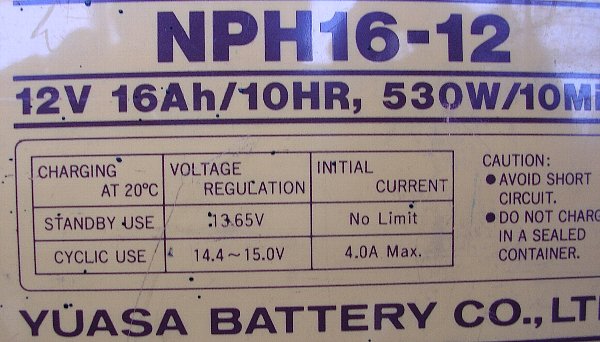 NPH16-12
12V 16Ah/10HR, 530W/10Mi
CHARGING AT 20°C
VOLTAGE REGULATION
INITIAL CURRENT
STANDBY USE 13.65V No Limit
CYCLIC USE 14.4~15.0V 4.0A Max.
CAUTION:
● AVOID SHORT
CIRCUIT.
● DO NOT CHARG
IN A SEALED
CONTAINER.
YUASA BATTERY CO., LT